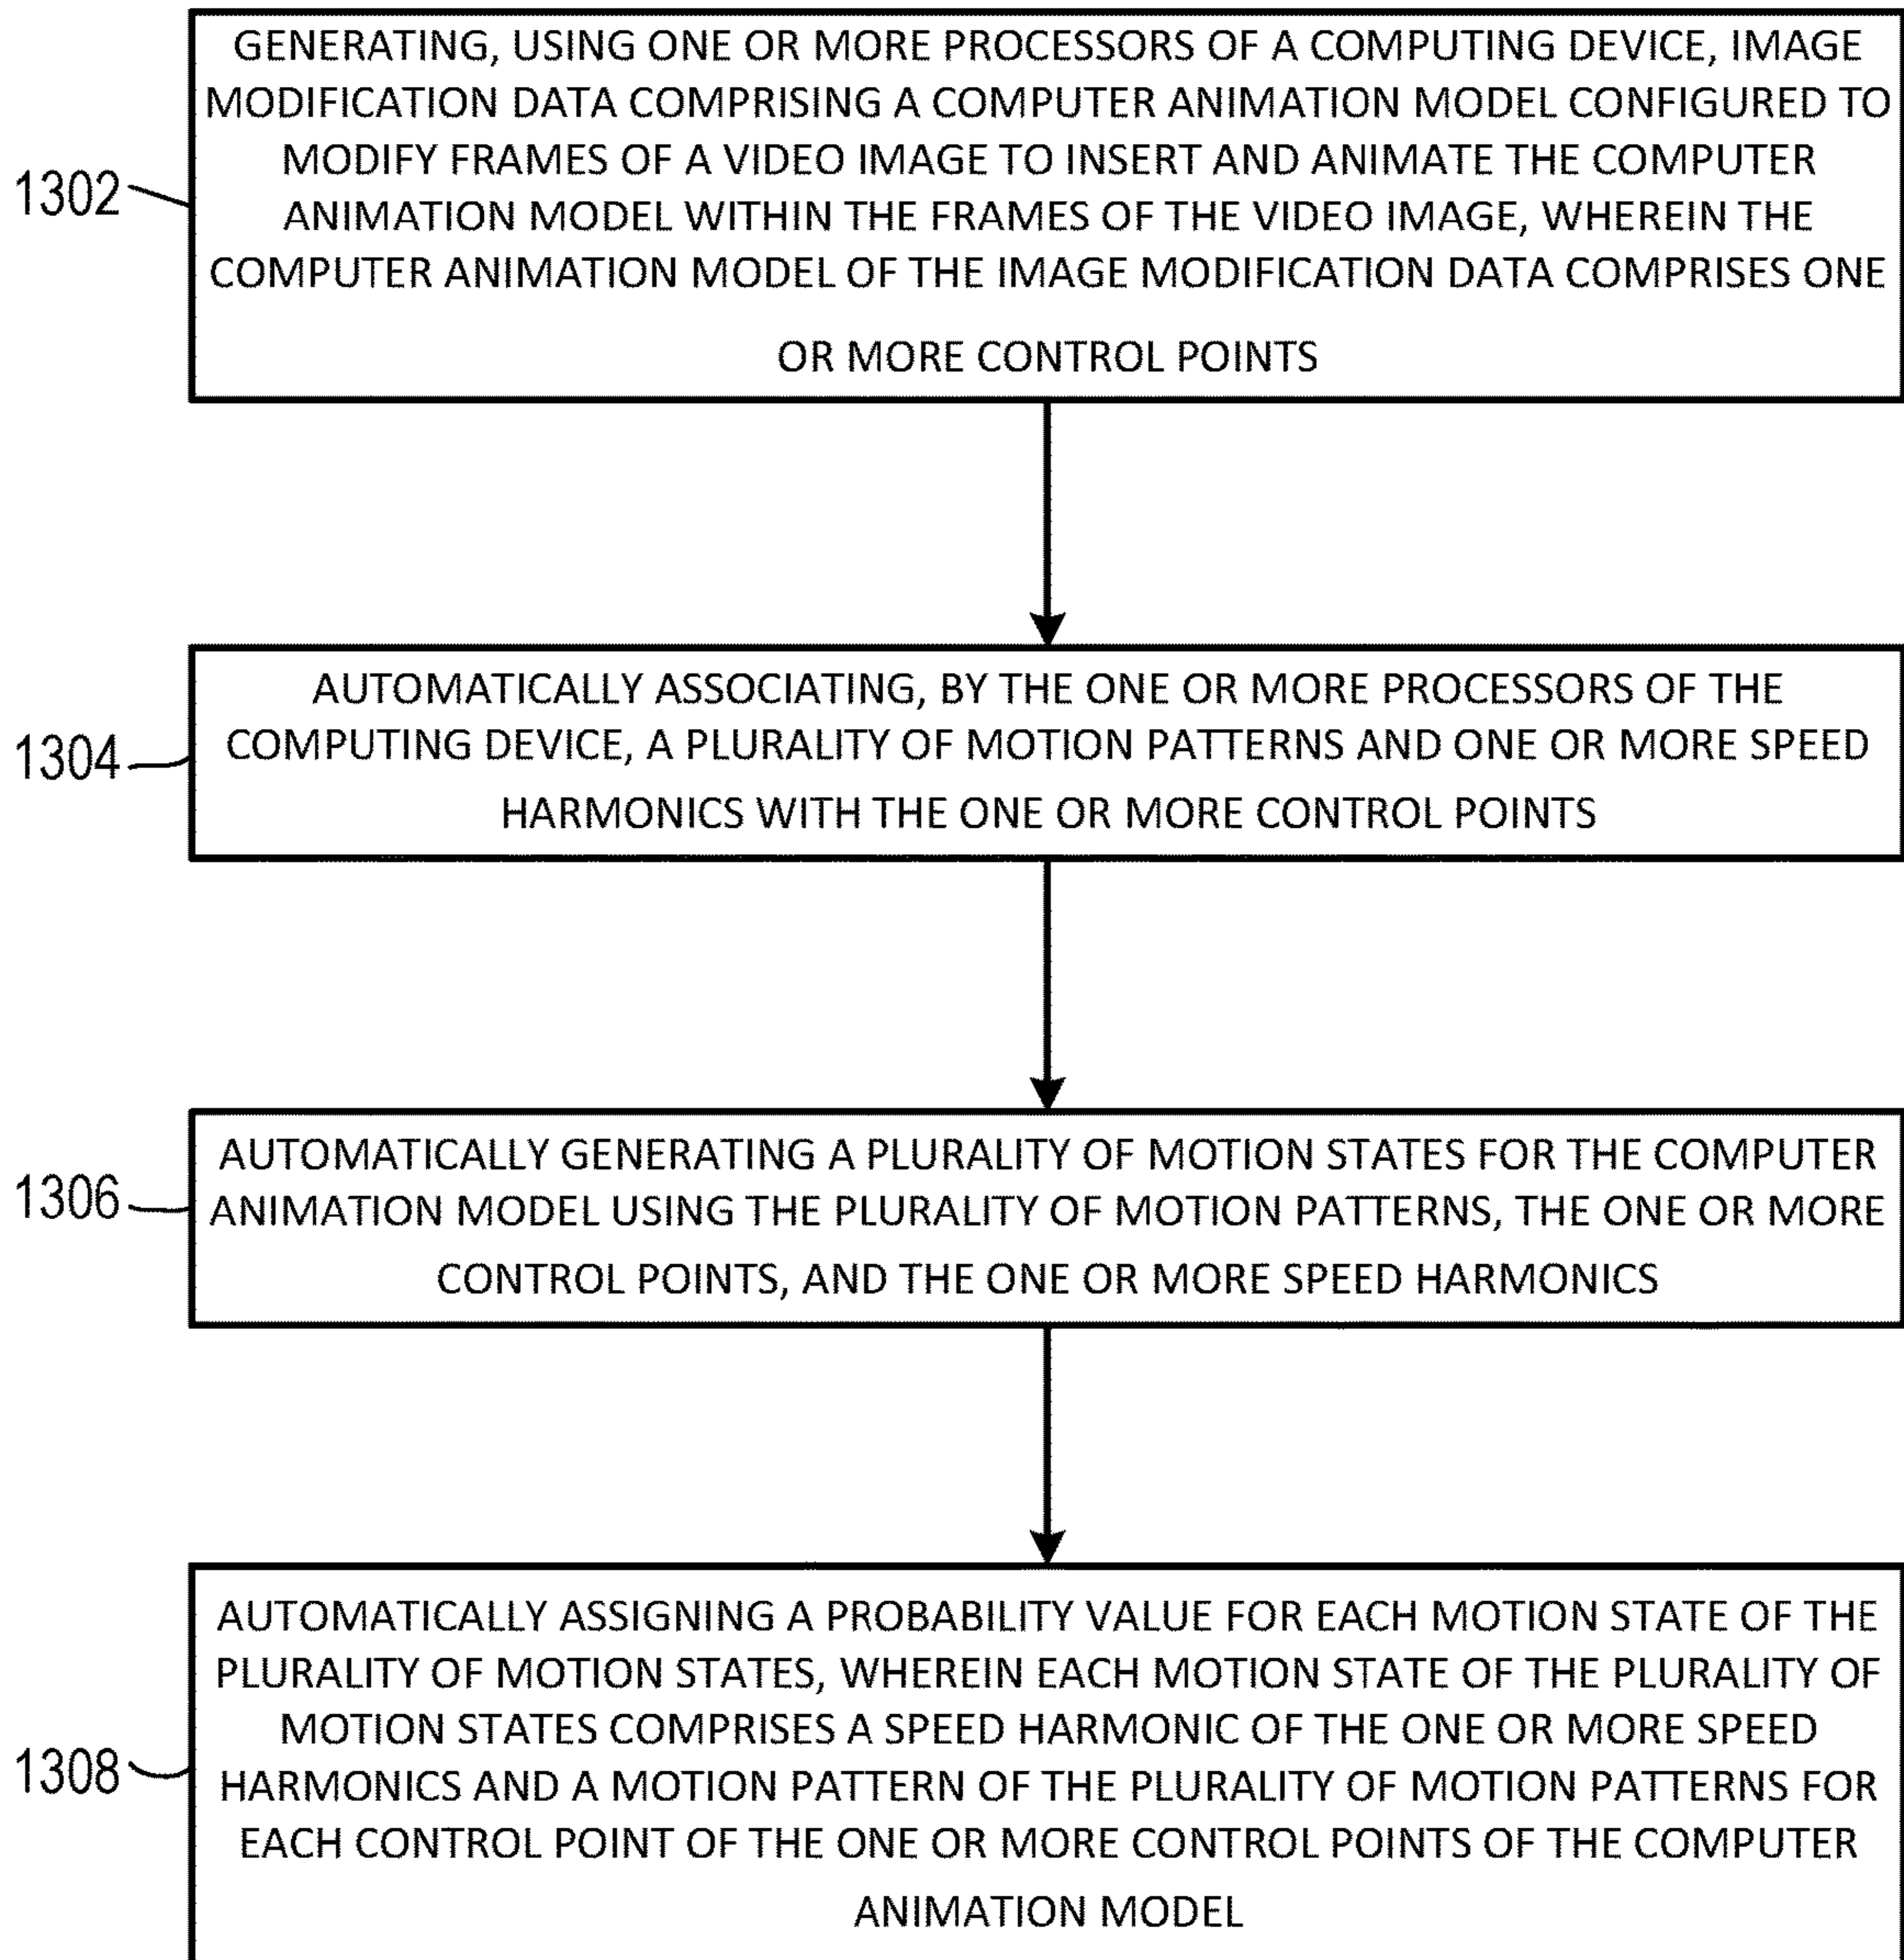 GENERATING, USING ONE OR MORE PROCESSORS OF A COMPUTING DEVICE, IMAGE
MODIFICATION DATA COMPRISING A COMPUTER ANIMATION MODEL CONFIGURED TO
MODIFY FRAMES OF A VIDEO IMAGE TO INSERT AND ANIMATE THE COMPUTER
1302
ANIMATION MODEL WITHIN THE FRAMES OF THE VIDEO IMAGE, WHEREIN THE
COMPUTER ANIMATION MODEL OF THE IMAGE MODIFICATION DATA COMPRISES ONE
OR MORE CONTROL POINTS
AUTOMATICALLY ASSOCIATING, BY THE ONE OR MORE PROCESSORS OF THE
1304
COMPUTING DEVICE, A PLURALITY OF MOTION PATTERNS AND ONE OR MORE SPEED
HARMONICS WITH THE ONE OR MORE CONTROL POINTS
AUTOMATICALLY GENERATING A PLURALITY OF MOTION STATES FOR THE COMPUTER
1306
ANIMATION MODEL USING THE PLURALITY OF MOTION PATTERNS, THE ONE OR MORE
CONTROL POINTS, AND THE ONE OR MORE SPEED HARMONICS
AUTOMATICALLY ASSIGNING A PROBABILITY VALUE FOR EACH MOTION STATE OF THE
PLURALITY OF MOTION STATES, WHEREIN EACH MOTION STATE OF THE PLURALITY OF
MOTION STATES COMPRISES A SPEED HARMONIC OF THE ONE OR MORE SPEED
1308
HARMONICS AND A MOTION PATTERN OF THE PLURALITY OF MOTION PATTERNS FOR
EACH CONTROL POINT OF THE ONE OR MORE CONTROL POINTS OF THE COMPUTER
ANIMATION MODEL